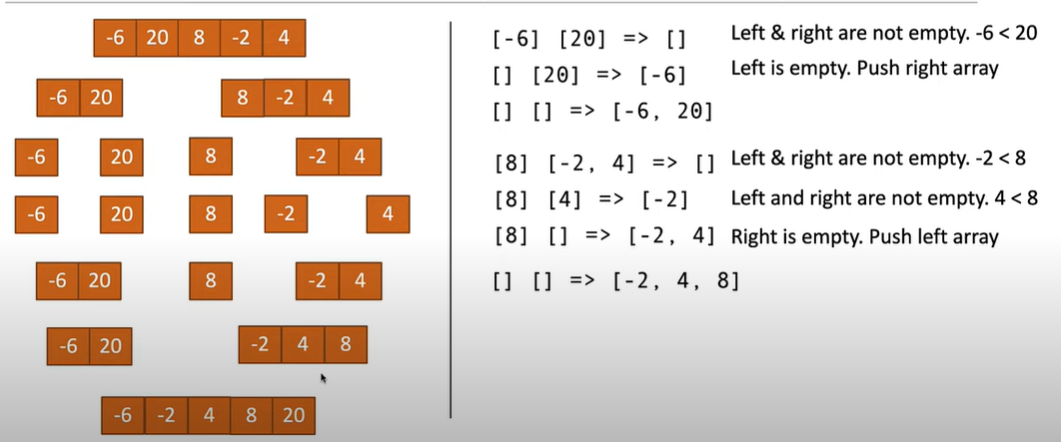 -6 20 8 -2 4
-6 20 8 -2 4
-6 20 8 -2 4
-6 20 8 -2 4
-6 20 8 -2 4
-6 20 -2 4 8
-6 -2 4 8 20
[-6] [20] => [] Left & right are not empty. -6 < 20
[] [20] => [-6] Left is empty. Push right array
[] [] => [-6, 20]
[8] [-2, 4] => [] Left & right are not empty. -2 < 8
[8] [4] => [-2] Left and right are not empty. 4 < 8
[8] [] => [-2, 4] Right is empty. Push left array
[] [] => [-2, 4, 8]